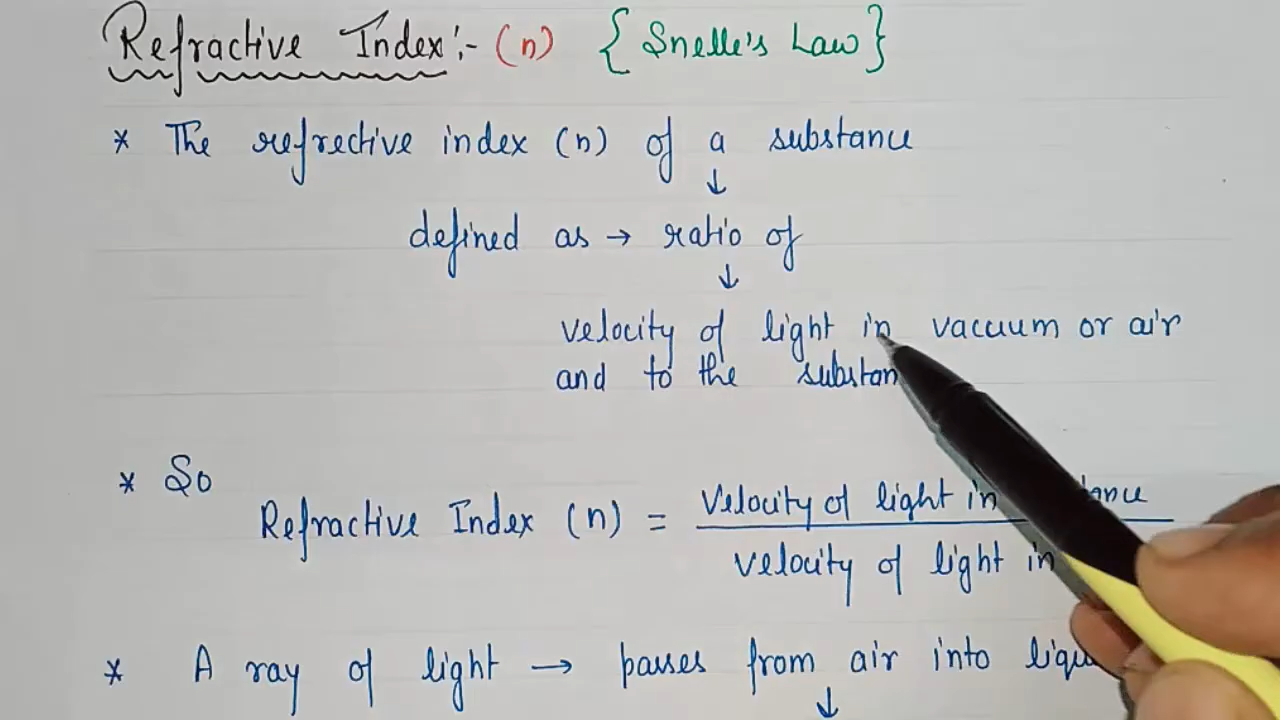 Refractive Index:- (n) { Snelle's Law }
* The refrective index (n) of a substance
↓
defined as → ratio of
↓
velocity of light in vacuum or air
and to the
* So
Refractive Index (n) = Velocity of light in
velocity of light in
* A ray of light → passes from air into
↓